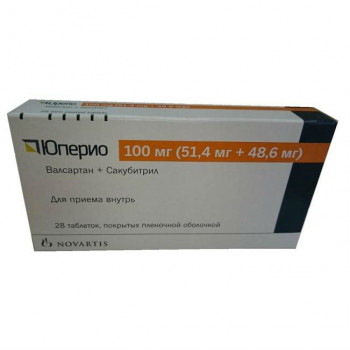 Юперио
100 мг (51,4 мг + 48,6 мг)
Валсартан + Сакубитрил
Для приема внутрь
28 таблеток, покрытых пленочной оболочкой
NOVARTIS